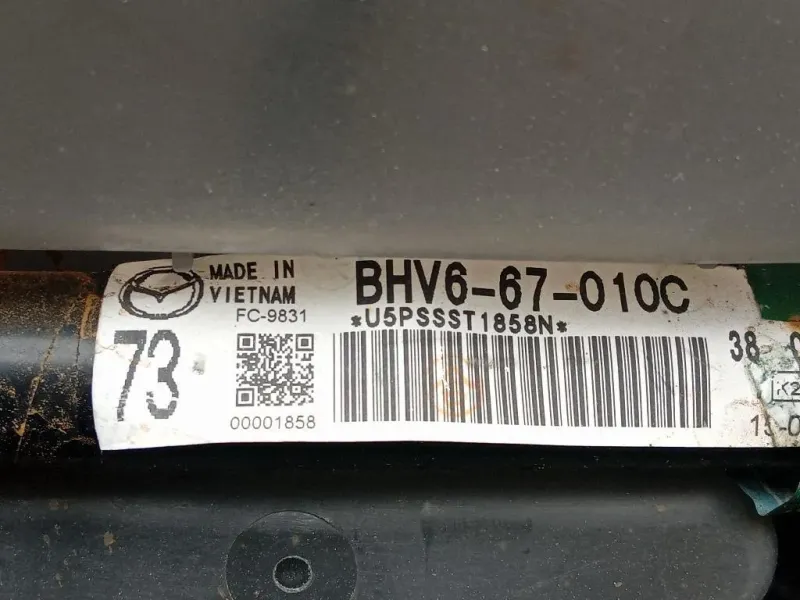 MADE IN
VIETNAM
FC-9831
BHV6-67-010C
*U5PSSST1858N*
73
00001858
38